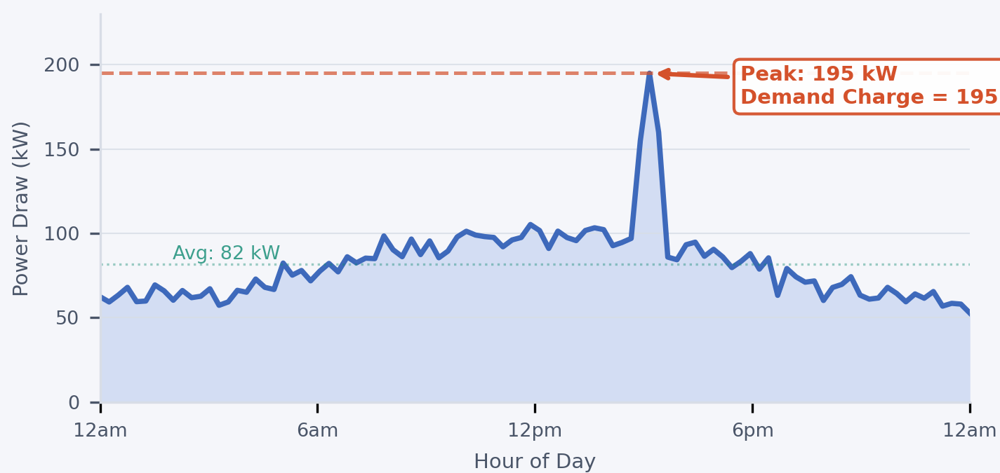 200
Peak: 195 kW
Demand Charge = 195
150
100
Avg: 82 kW
50
0
Power Draw (kW)
12am
6am
12pm
6pm
12am
Hour of Day